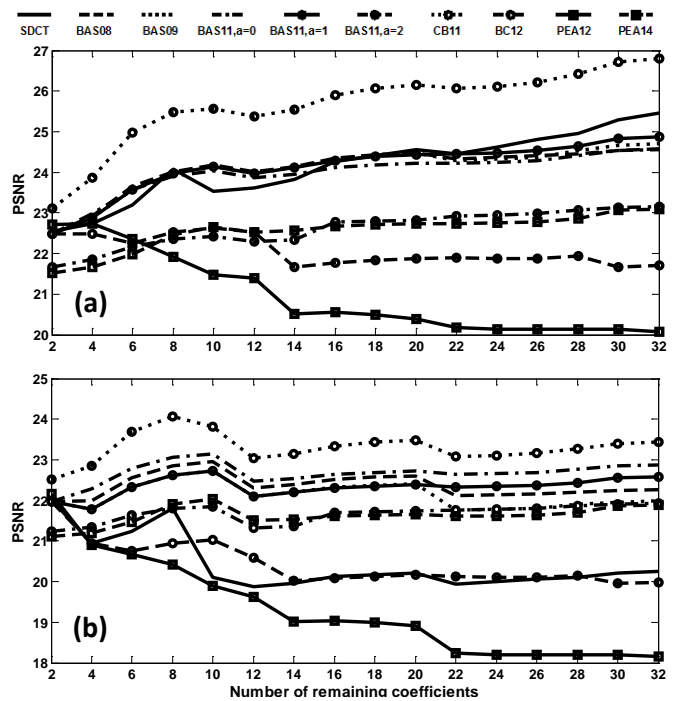 SDCT BAS08 BAS09 BAS11,a=0 BAS11,a=1 BAS11,a=2 CB11 BC12 PEA12 PEA14
27
26
25
24
23
22
21
20
PSNR
(a)
2 4 6 8 10 12 14 16 18 20 22 24 26 28 30 32
25
24
23
22
21
20
19
18
PSNR
(b)
2 4 6 8 10 12 14 16 18 20 22 24 26 28 30 32
Number of remaining coefficients